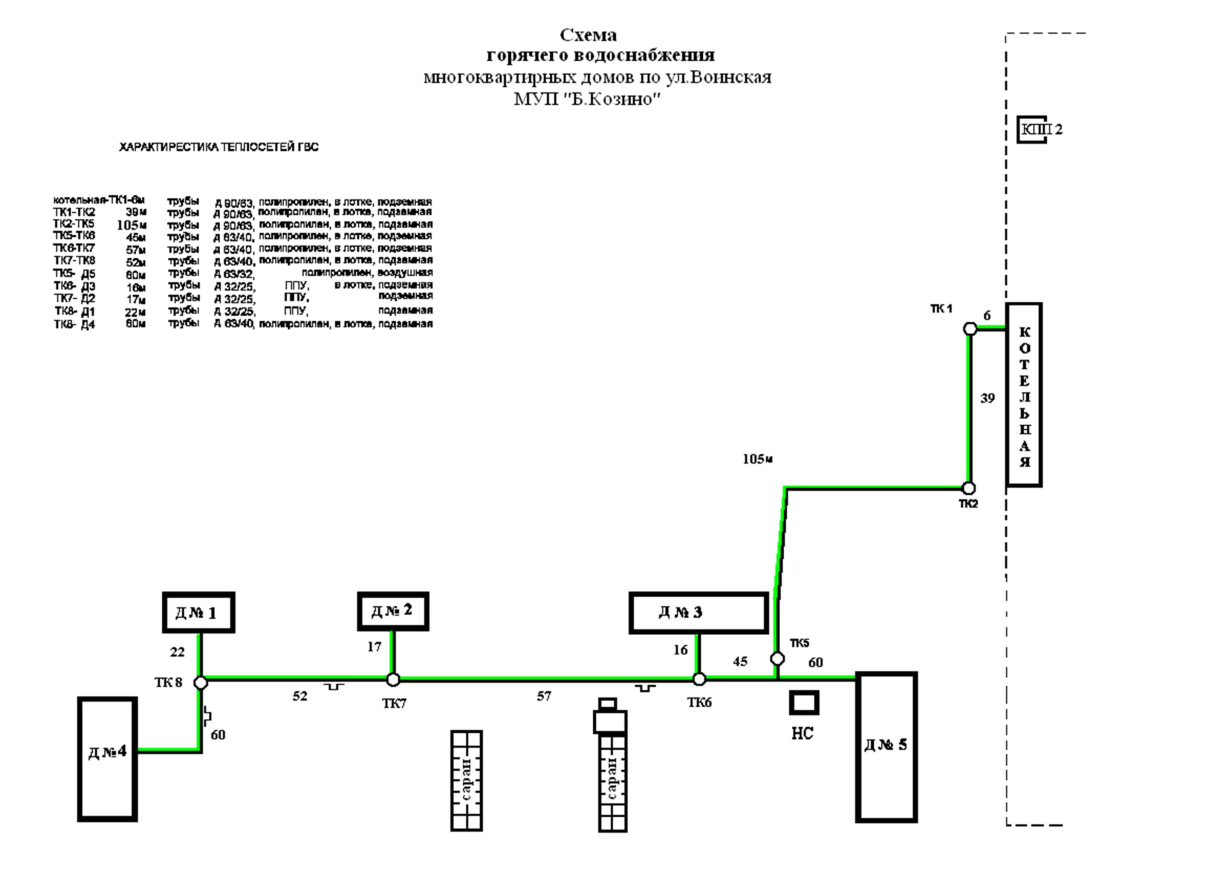 Схема
горячего водоснабжения
многоквартирных домов по ул.Воинская
МУП "Б.Козино"
КПП 2
ХАРАКТИРЕСТИКА ТЕПЛОСЕТЕЙ ГВС
котельная-ТК1-6м трубы д 90/63, полипропилен, в лотке, подземная
ТК1-ТК2 39м трубы д 90/63, полипропилен, в лотке, подземная
ТК2-ТК5 105м трубы д 90/63, полипропилен, в лотке, подземная
ТК5-ТК6 45м трубы д 63/40, полипропилен, в лотке, подземная
ТК6-ТК7 57м трубы д 63/40, полипропилен, в лотке, подземная
ТК7-ТК8 52м трубы д 63/40, полипропилен, в лотке, подземная
ТК5- Д5 60м трубы д 63/32, полипропилен, воздушная
ТК6- Д3 16м трубы д 32/25, ППУ, в лотке, подземная
ТК7- Д2 17м трубы д 32/25, ППУ, подземная
ТК8- Д1 22м трубы д 32/25, ППУ, подземная
ТК8- Д4 60м трубы д 63/40, полипропилен, в лотке, подземная
ТК 1
6
КОТЕЛЬНАЯ
39
105м
ТК2
Д № 1
Д № 2
Д № 3
22
17
16
45
ТК5
60
ТК 8
52
ТК7
57
ТК6
60
НС
Д №4
сараи
сараи
Д № 5